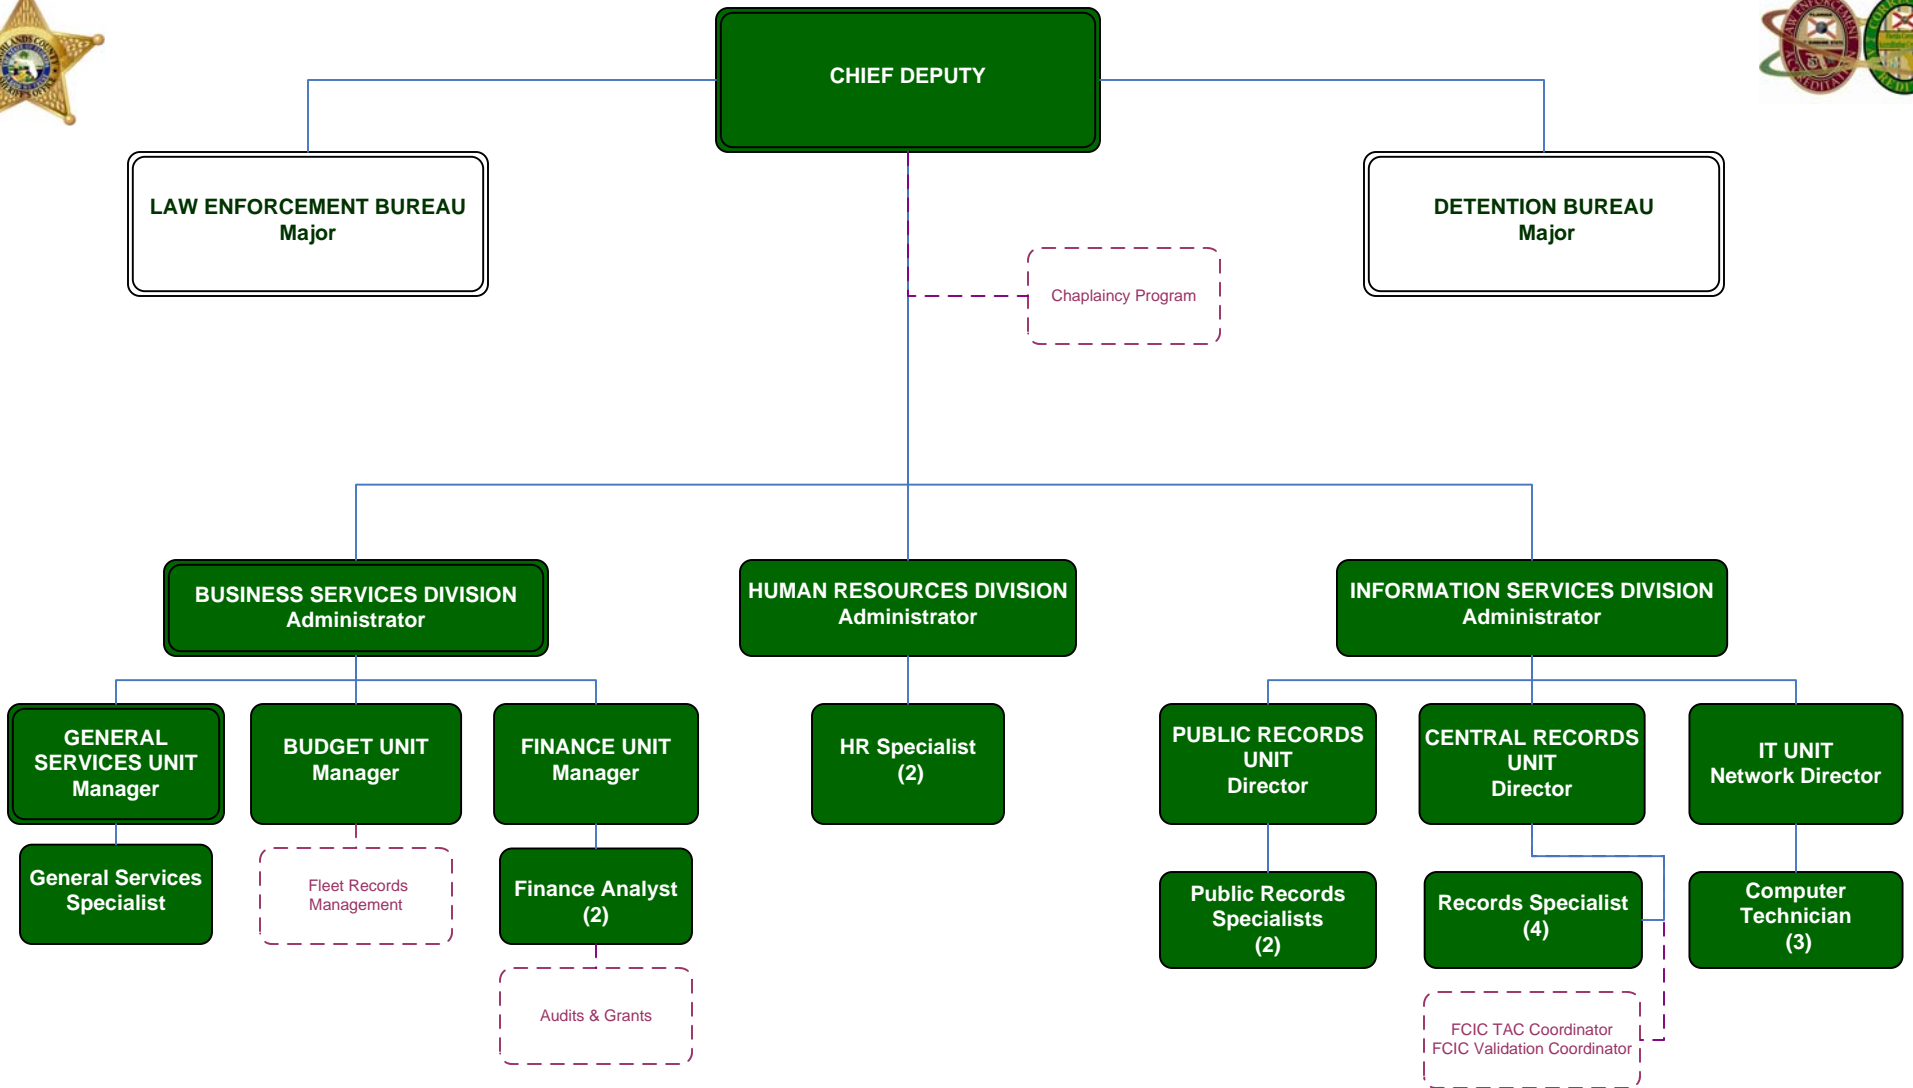 CHIEF DEPUTY
LAW ENFORCEMENT BUREAU
Major
DETENTION BUREAU
Major
Chaplaincy Program
BUSINESS SERVICES DIVISION
Administrator
HUMAN RESOURCES DIVISION
Administrator
INFORMATION SERVICES DIVISION
Administrator
GENERAL
SERVICES UNIT
Manager
BUDGET UNIT
Manager
FINANCE UNIT
Manager
HR Specialist
(2)
PUBLIC RECORDS
UNIT
Director
CENTRAL RECORDS
UNIT
Director
IT UNIT
Network Director
General Services
Specialist
Fleet Records
Management
Finance Analyst
(2)
Public Records
Specialists
(2)
Records Specialist
(4)
Computer
Technician
(3)
Audits & Grants
FCIC TAC Coordinator
FCIC Validation Coordinator